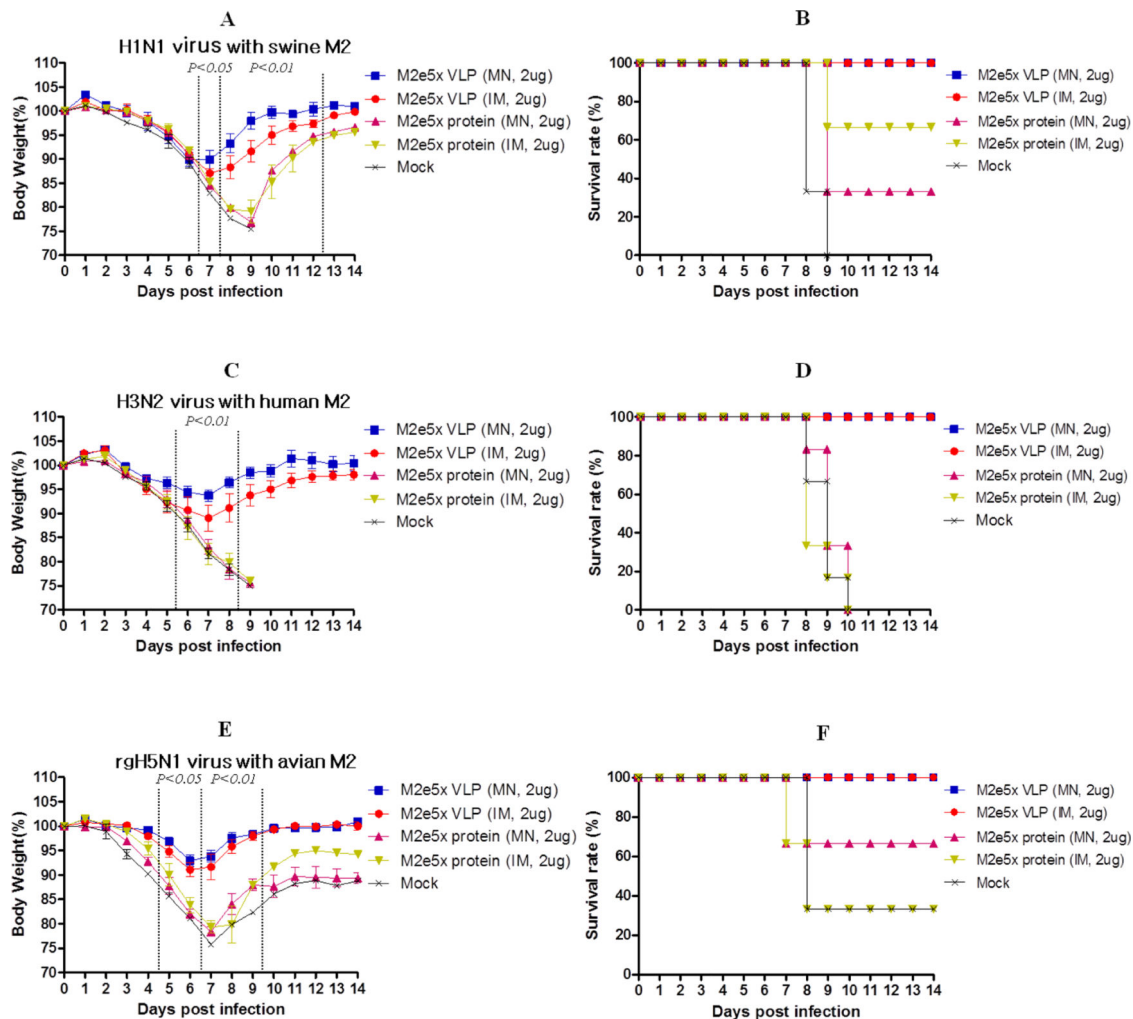 A
H1N1 virus with swine M2
P<0.05 P<0.01
Body Weight(%)
110
105
100
95
90
85
80
75
70
0 1 2 3 4 5 6 7 8 9 10 11 12 13 14
Days post infection
M2e5x VLP (MN, 2ug)
M2e5x VLP (IM, 2ug)
M2e5x protein (MN, 2ug)
M2e5x protein (IM, 2ug)
Mock
B
Survival rate (%)
100
80
60
40
20
0
0 1 2 3 4 5 6 7 8 9 10 11 12 13 14
Days post infection
M2e5x VLP (MN, 2ug)
M2e5x VLP (IM, 2ug)
M2e5x protein (MN, 2ug)
M2e5x protein (IM, 2ug)
Mock
C
H3N2 virus with human M2
P<0.01
Body Weight(%)
110
105
100
95
90
85
80
75
70
0 1 2 3 4 5 6 7 8 9 10 11 12 13 14
Days post infection
M2e5x VLP (MN, 2ug)
M2e5x VLP (IM, 2ug)
M2e5x protein (MN, 2ug)
M2e5x protein (IM, 2ug)
Mock
D
Survival rate (%)
100
80
60
40
20
0
0 1 2 3 4 5 6 7 8 9 10 11 12 13 14
Days post infection
M2e5x VLP (MN, 2ug)
M2e5x VLP (IM, 2ug)
M2e5x protein (MN, 2ug)
M2e5x protein (IM, 2ug)
Mock
E
rgH5N1 virus with avian M2
P<0.05 P<0.01
Body Weight(%)
110
105
100
95
90
85
80
75
70
0 1 2 3 4 5 6 7 8 9 10 11 12 13 14
Days post infection
M2e5x VLP (MN, 2ug)
M2e5x VLP (IM, 2ug)
M2e5x protein (MN, 2ug)
M2e5x protein (IM, 2ug)
Mock
F
Survival rate (%)
100
80
60
40
20
0
0 1 2 3 4 5 6 7 8 9 10 11 12 13 14
Days post infection
M2e5x VLP (MN, 2ug)
M2e5x VLP (IM, 2ug)
M2e5x protein (MN, 2ug)
M2e5x protein (IM, 2ug)
Mock